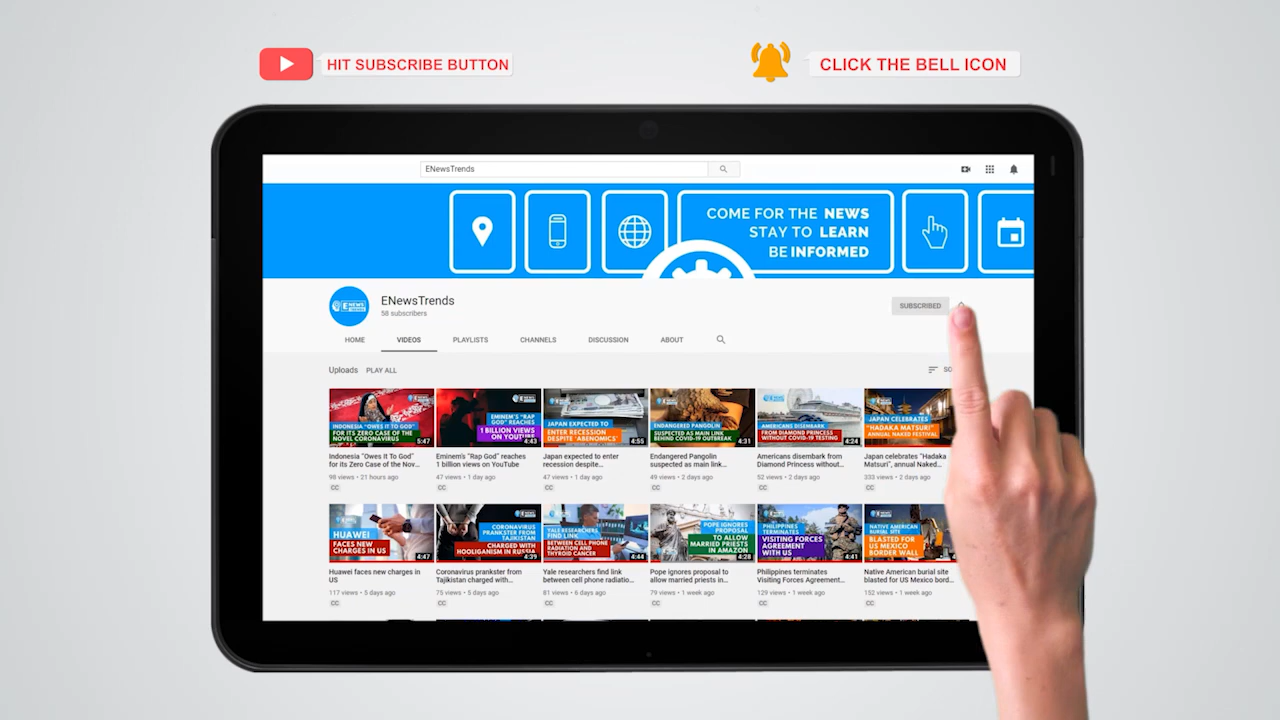 HIT SUBSCRIBE BUTTON
CLICK THE BELL ICON
ENewsTrends
COME FOR THE NEWS
STAY TO LEARN
BE INFORMED
ENewsTrends
58 subscribers
SUBSCRIBED
HOME VIDEOS PLAYLISTS CHANNELS DISCUSSION ABOUT
Uploads PLAY ALL
SO
INDONESIA "OWES IT TO GOD"
FOR ITS ZERO CASE OF THE
NOVEL CORONAVIRUS
5:47
EMINEM'S "RAP
GOD" REACHES
1 BILLION VIEWS
ON YOUTUBE
4:43
JAPAN EXPECTED TO
ENTER RECESSION
DESPITE 'ABENOMICS'
4:55
ENDANGERED PANGOLIN
SUSPECTED AS MAIN LINK
BEHIND COVID-19 OUTBREAK
4:31
AMERICANS DISEMBARK
FROM DIAMOND PRINCESS
WITHOUT COVID-19 TESTING
4:24
JAPAN CELEBRATES
"HADAKA MATSURI"
ANNUAL NAKED FESTIVAL
Indonesia "Owes It To God"
for its Zero Case of the Nov...
98 views • 21 hours ago
CC
Eminem's "Rap God" reaches
1 billion views on YouTube
47 views • 1 day ago
CC
Japan expected to enter
recession despite...
47 views • 1 day ago
CC
Endangered Pangolin
suspected as main link...
49 views • 2 days ago
CC
Americans disembark from
Diamond Princess without...
52 views • 2 days ago
CC
Japan celebrates "Hadaka
Matsuri", annual Naked...
333 views • 2 days ago
CC
HUAWEI
FACES NEW
CHARGES IN US
4:47
CORONAVIRUS
PRANKSTER FROM
TAJIKISTAN
CHARGED WITH
HOOLIGANISM IN RUSSIA
4:39
YALE RESEARCHERS
FIND LINK
BETWEEN CELL PHONE
RADIATION AND
THYROID CANCER
4:44
POPE IGNORES
PROPOSAL
TO ALLOW
MARRIED PRIESTS
IN AMAZON
4:28
PHILIPPINES
TERMINATES
VISITING FORCES
AGREEMENT
WITH US
4:41
NATIVE AMERICAN
BURIAL SITE
BLASTED FOR
US MEXICO
BORDER WALL
Huawei faces new charges in
US
117 views • 5 days ago
CC
Coronavirus prankster from
Tajikistan charged with...
75 views • 5 days ago
CC
Yale researchers find link
between cell phone radiatio...
81 views • 6 days ago
CC
Pope ignores proposal to
allow married priests in...
79 views • 1 week ago
CC
Philippines terminates
Visiting Forces Agreement...
129 views • 1 week ago
CC
Native American burial site
blasted for US Mexico bord...
152 views • 1 week ago
CC